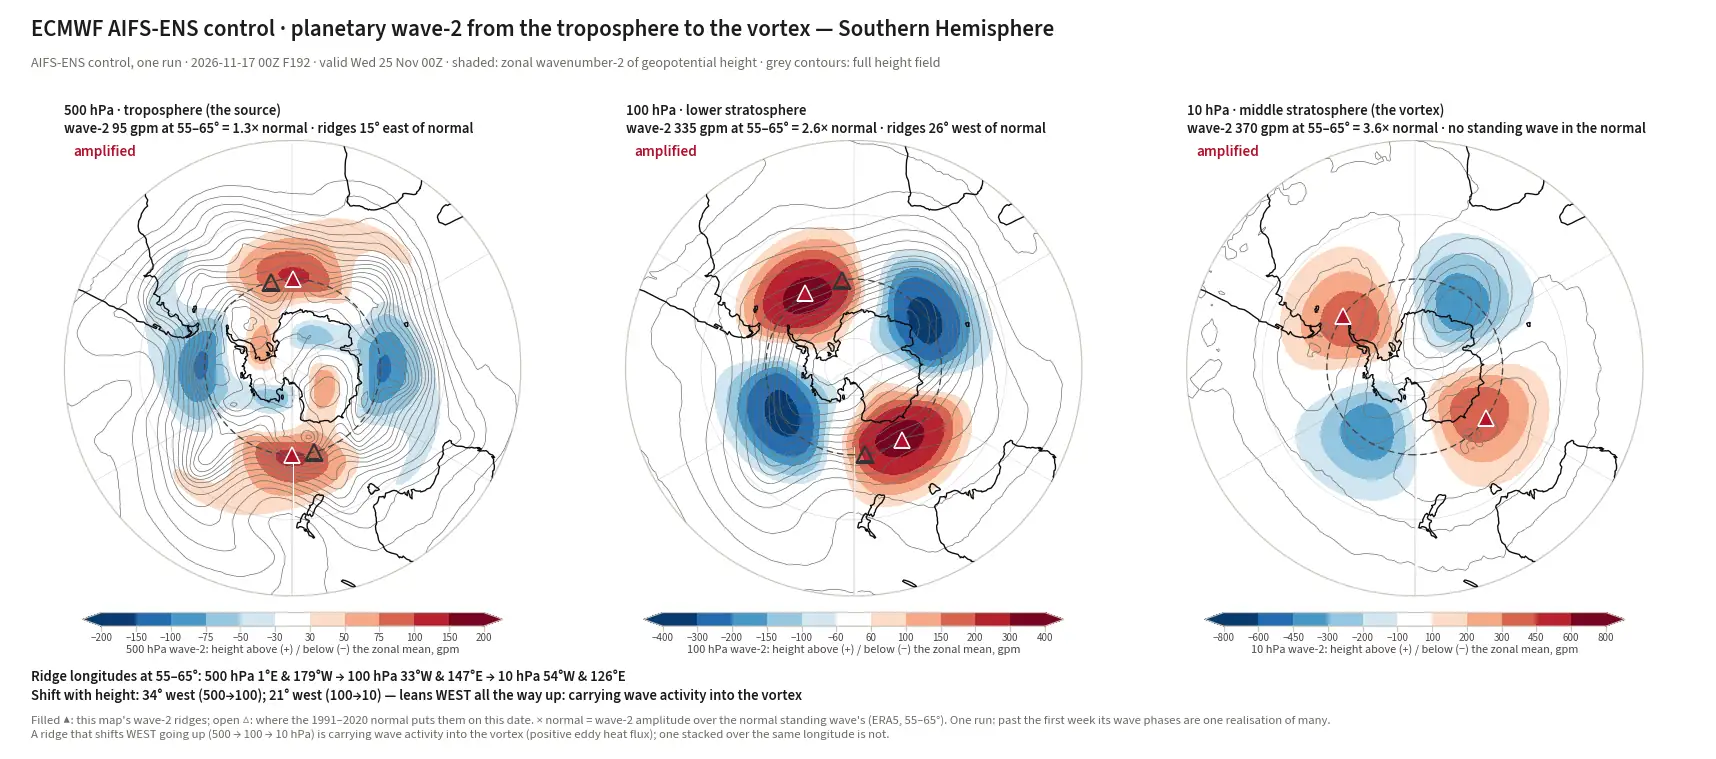 ECMWF AIFS-ENS control · planetary wave-2 from the troposphere to the vortex — Southern Hemisphere
AIFS-ENS control, one run · 2026-11-17 00Z F192 · valid Wed 25 Nov 00Z · shaded: zonal wavenumber-2 of geopotential height · grey contours: full height field
500 hPa · troposphere (the source)
wave-2 95 gpm at 55–65° = 1.3× normal · ridges 15° east of normal
amplified
100 hPa · lower stratosphere
wave-2 335 gpm at 55–65° = 2.6× normal · ridges 26° west of normal
amplified
10 hPa · middle stratosphere (the vortex)
wave-2 370 gpm at 55–65° = 3.6× normal · no standing wave in the normal
amplified
−200 −150 −100 −75 −50 −30 30 50 75 100 150 200
500 hPa wave-2: height above (+) / below (−) the zonal mean, gpm
−400 −300 −200 −150 −100 −60 60 100 150 200 300 400
100 hPa wave-2: height above (+) / below (−) the zonal mean, gpm
−800 −600 −450 −300 −200 −100 100 200 300 450 600 800
10 hPa wave-2: height above (+) / below (−) the zonal mean, gpm
Ridge longitudes at 55–65°: 500 hPa 1°E & 179°W → 100 hPa 33°W & 147°E → 10 hPa 54°W & 126°E
Shift with height: 34° west (500→100); 21° west (100→10) — leans WEST all the way up: carrying wave activity into the vortex
Filled ▲: this map's wave-2 ridges; open △: where the 1991–2020 normal puts them on this date. × normal = wave-2 amplitude over the normal standing wave's (ERA5, 55–65°). One run: past the first week its wave phases are one realisation of many.
A ridge that shifts WEST going up (500 → 100 → 10 hPa) is carrying wave activity into the vortex (positive eddy heat flux); one stacked over the same longitude is not.